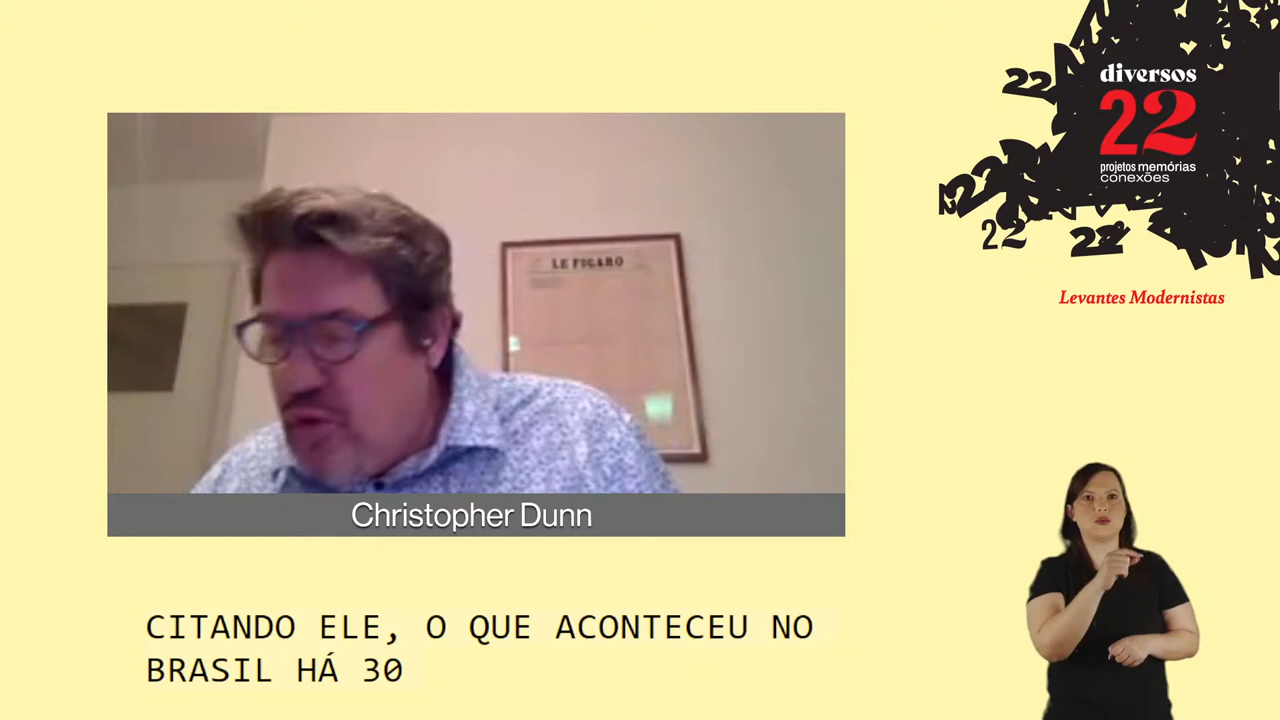 diversos
22
projetos memórias
conexões
22
22
22
22
Levantes Modernistas
LE FIGARO
Christopher Dunn
CITANDO ELE, O QUE ACONTECEU NO
BRASIL HÁ 30